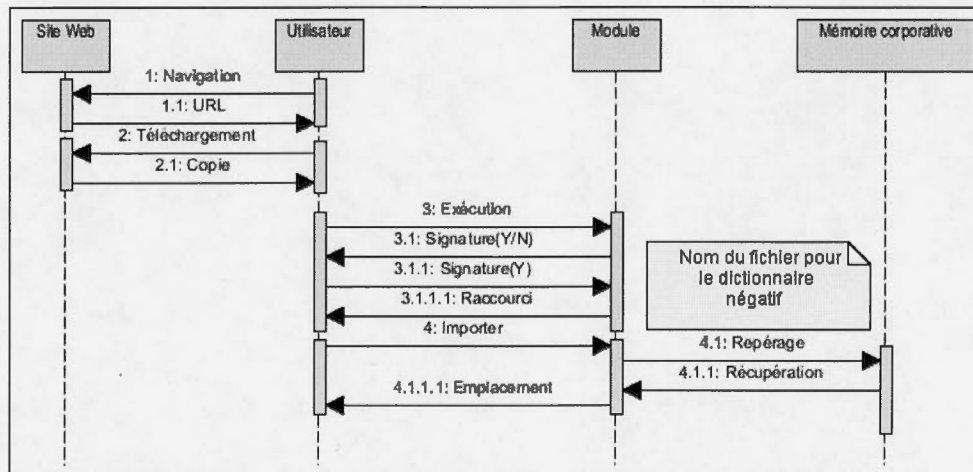 Site Web
Utilisateur
Module
Mémoire corporative
1: Navigation
1.1: URL
2: Téléchargement
2.1: Copie
3: Exécution
3.1: Signature(Y/N)
3.1.1: Signature(Y)
3.1.1.1: Raccourci
4: Importer
Nom du fichier pour
le dictionnaire
négatif
4.1: Repérage
4.1.1: Récupération
4.1.1.1: Emplacement